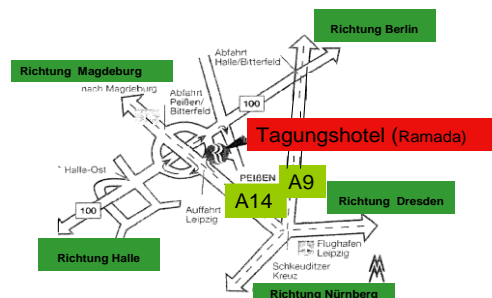 Richtung Berlin
Abfahrt
Halle/Bitterfeld
Richtung Magdeburg
nach Magdeburg
Abfahrt
Peißen/
Bitterfeld
100
Tagungshotel (Ramada)
Halle-Ost
PEIßEN
A9
A14
100
Auffahrt
Leipzig
Richtung Dresden
Richtung Halle
Flughafen
Leipzig
Schkeuditzer
Kreuz
Richtung Nürnberg